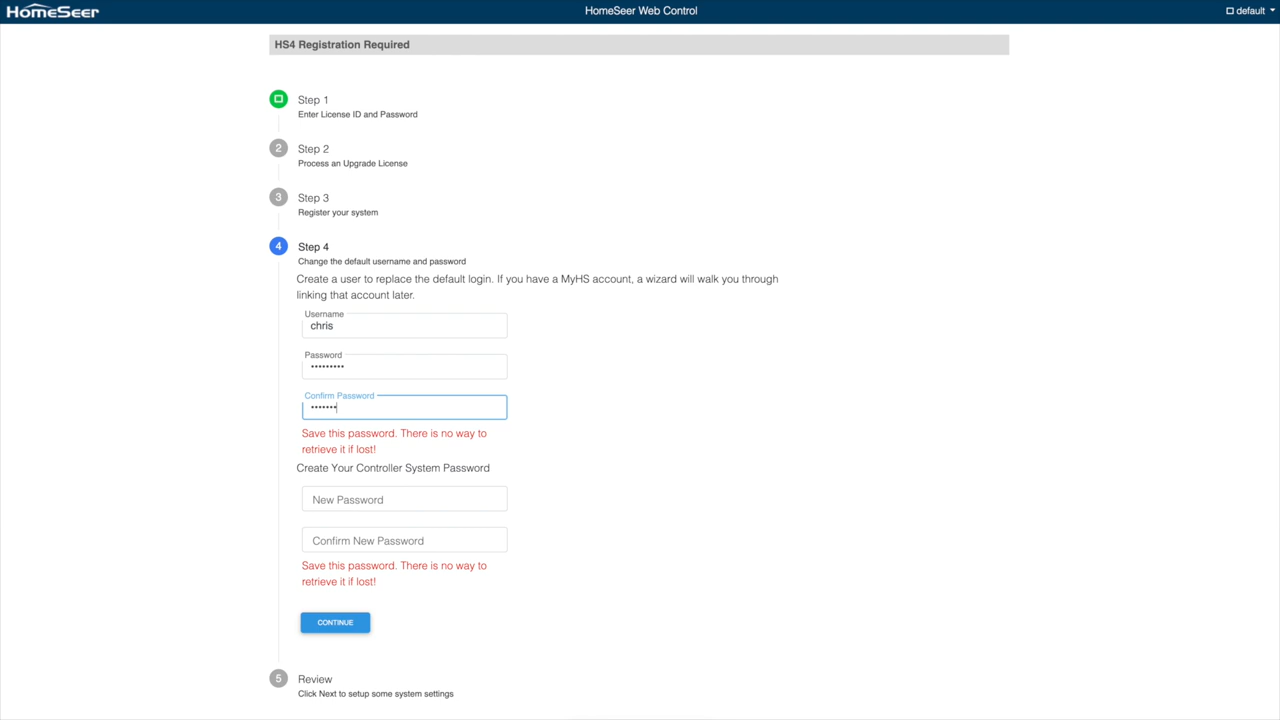 HomeSeer
HomeSeer Web Control
default
HS4 Registration Required
Step 1
Enter License ID and Password
2
Step 2
Process an Upgrade License
3
Step 3
Register your system
4
Step 4
Change the default username and password
Create a user to replace the default login. If you have a MyHS account, a wizard will walk you through
linking that account later.
Username
chris
Password
•••••••••
Confirm Password
•••••••
Save this password. There is no way to
retrieve it if lost!
Create Your Controller System Password
New Password
Confirm New Password
Save this password. There is no way to
retrieve it if lost!
CONTINUE
5
Review
Click Next to setup some system settings